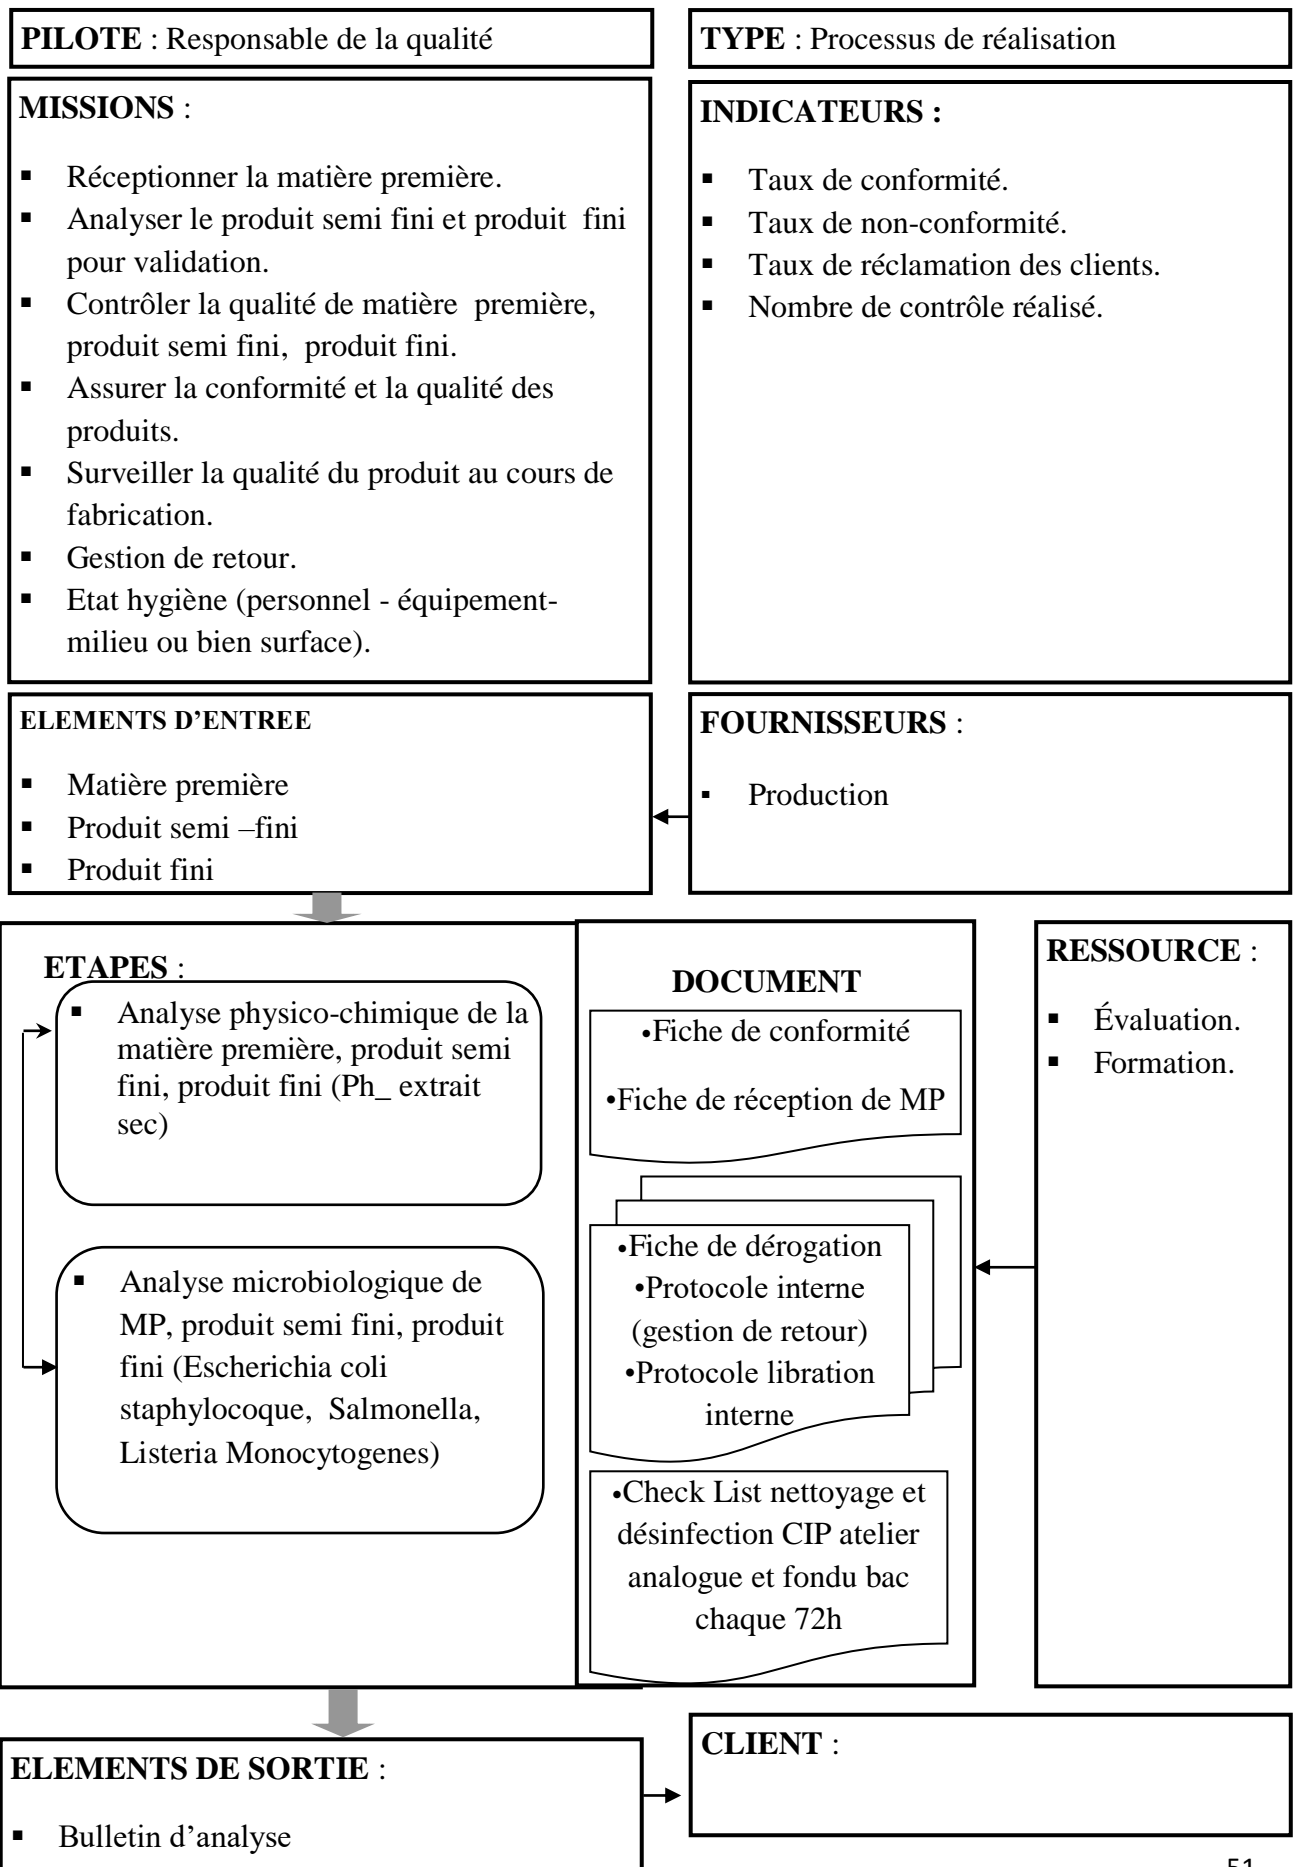 PILOTE : Responsable de la qualité
TYPE : Processus de réalisation
MISSIONS :
▪ Réceptionner la matière première.
▪ Analyser le produit semi fini et produit fini
pour validation.
▪ Contrôler la qualité de matière première,
produit semi fini, produit fini.
▪ Assurer la conformité et la qualité des
produits.
▪ Surveiller la qualité du produit au cours de
fabrication.
▪ Gestion de retour.
▪ Etat hygiène (personnel - équipement-
milieu ou bien surface).
INDICATEURS :
▪ Taux de conformité.
▪ Taux de non-conformité.
▪ Taux de réclamation des clients.
▪ Nombre de contrôle réalisé.
ELEMENTS D’ENTREE
▪ Matière première
▪ Produit semi –fini
▪ Produit fini
FOURNISSEURS :
▪ Production
ETAPES :
▪ Analyse physico-chimique de la
matière première, produit semi
fini, produit fini (Ph_ extrait
sec)
▪ Analyse microbiologique de
MP, produit semi fini, produit
fini (Escherichia coli
staphylocoque, Salmonella,
Listeria Monocytogenes)
DOCUMENT
•Fiche de conformité
•Fiche de réception de MP
•Fiche de dérogation
•Protocole interne
(gestion de retour)
•Protocole libration
interne
•Check List nettoyage et
désinfection CIP atelier
analogue et fondu bac
chaque 72h
RESSOURCE :
▪ Évaluation.
▪ Formation.
ELEMENTS DE SORTIE :
▪ Bulletin d’analyse
CLIENT :
51